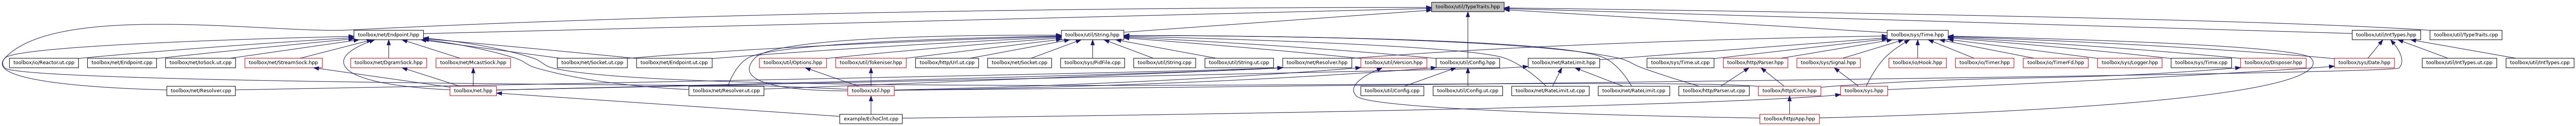 toolbox/util/TypeTraits.hpp
toolbox/net/Endpoint.hpp
toolbox/util/String.hpp
toolbox/sys/Time.hpp
toolbox/util/IntTypes.hpp
toolbox/util/TypeTraits.cpp
toolbox/io/Reactor.ut.cpp
toolbox/net/Endpoint.cpp
toolbox/net/IoSock.ut.cpp
toolbox/net/StreamSock.hpp
toolbox/net/DgramSock.hpp
toolbox/net/McastSock.hpp
toolbox/net/Socket.ut.cpp
toolbox/net/Endpoint.ut.cpp
toolbox/util/Options.hpp
toolbox/util/Tokeniser.hpp
toolbox/http/Url.ut.cpp
toolbox/net/Socket.cpp
toolbox/sys/PidFile.cpp
toolbox/util/String.cpp
toolbox/util/String.ut.cpp
toolbox/net/Resolver.hpp
toolbox/util/Version.hpp
toolbox/util/Config.hpp
toolbox/net/RateLimit.hpp
toolbox/sys/Time.ut.cpp
toolbox/http/Parser.hpp
toolbox/sys/Signal.hpp
toolbox/io/Hook.hpp
toolbox/io/Timer.hpp
toolbox/io/TimerFd.hpp
toolbox/sys/Logger.hpp
toolbox/sys/Time.cpp
toolbox/io/Disposer.hpp
toolbox/sys/Date.hpp
toolbox/util/IntTypes.ut.cpp
toolbox/util/IntTypes.cpp
toolbox/net/Resolver.cpp
toolbox/net.hpp
toolbox/net/Resolver.ut.cpp
toolbox/util.hpp
toolbox/util/Config.cpp
toolbox/util/Config.ut.cpp
toolbox/net/RateLimit.ut.cpp
toolbox/net/RateLimit.cpp
toolbox/http/Parser.ut.cpp
toolbox/http/Conn.hpp
toolbox/sys.hpp
example/EchoClnt.cpp
toolbox/http/App.hpp